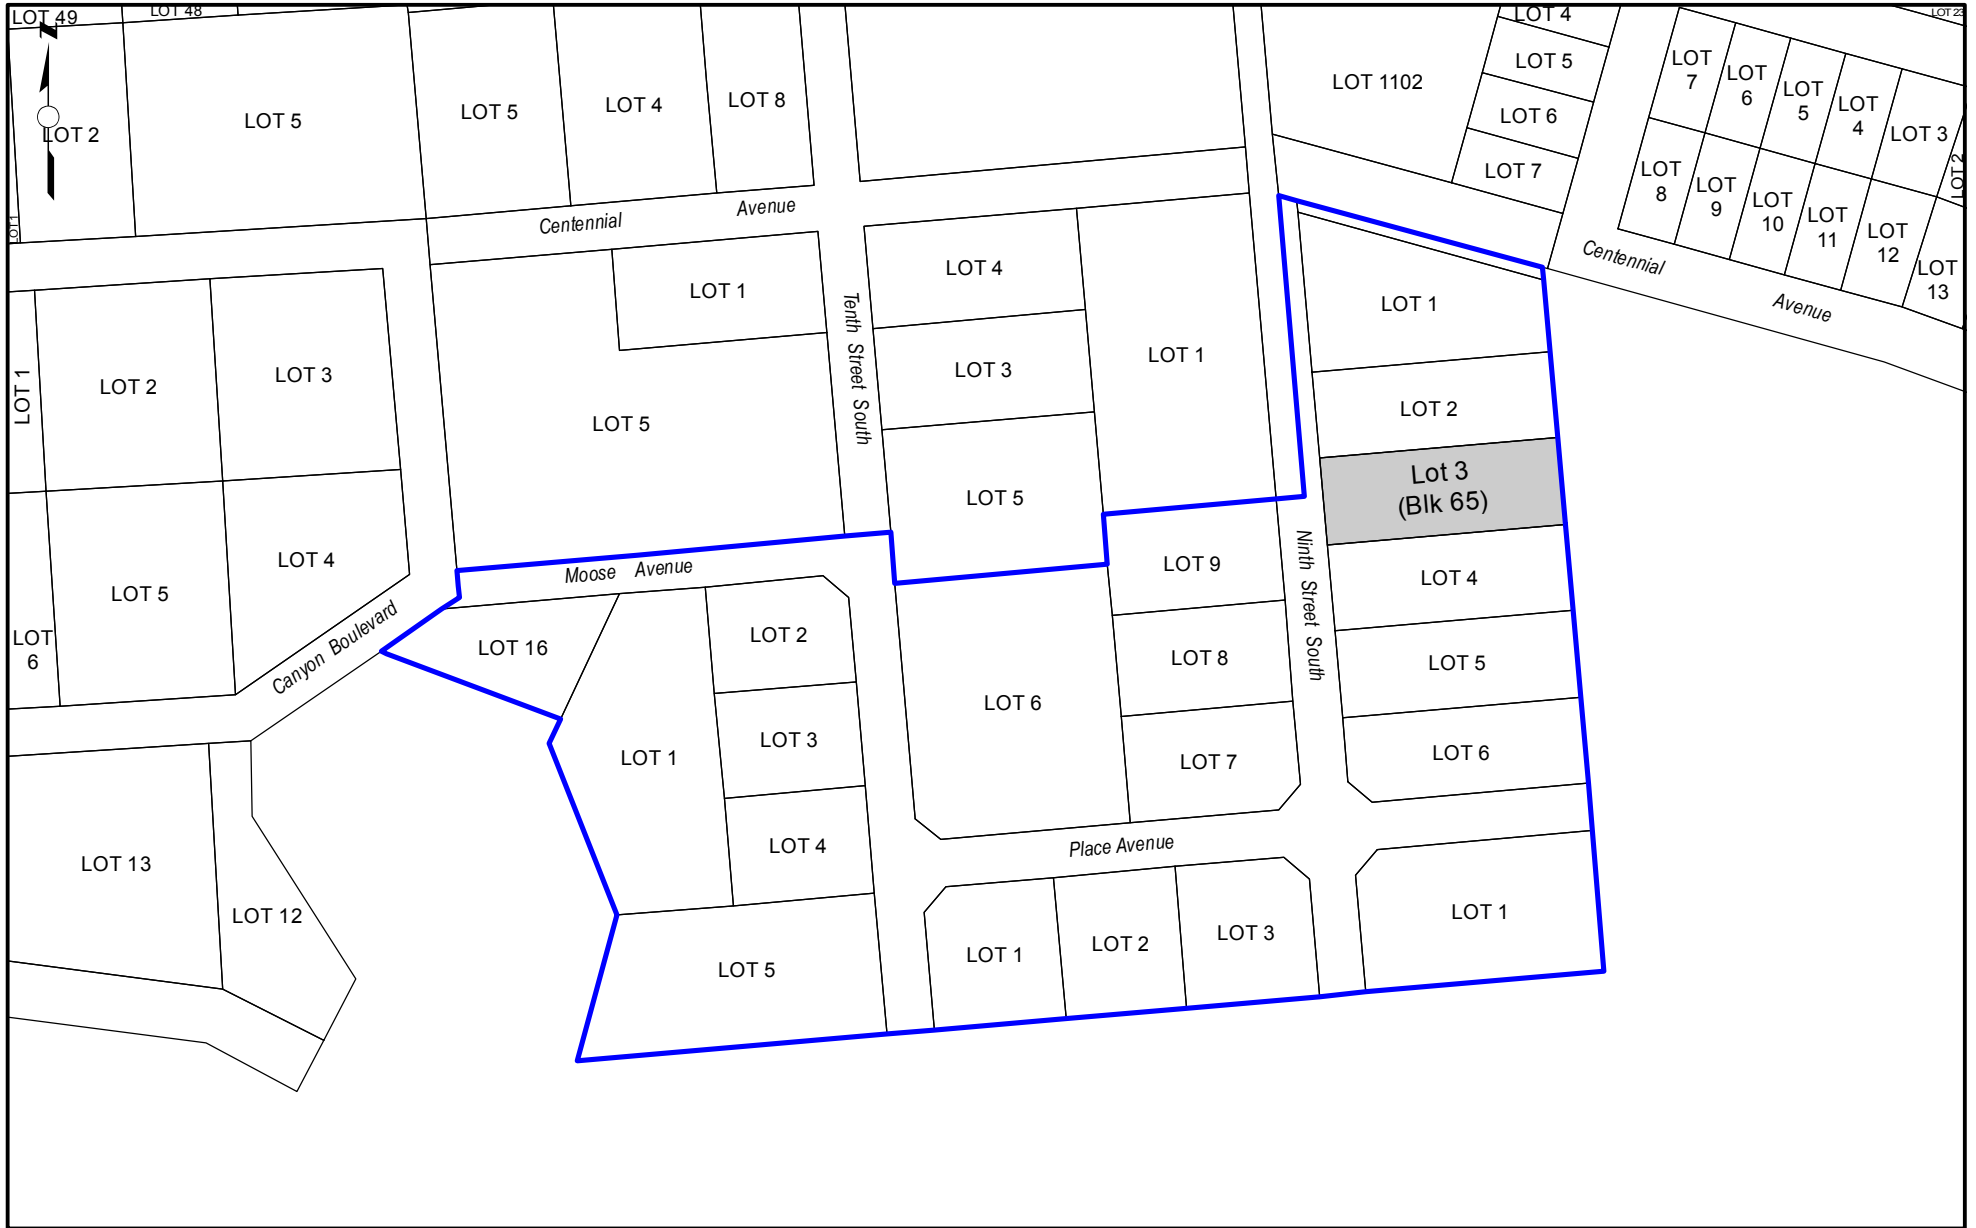 LOT 49
LOT 48
LOT 4
LOT 23
N
LOT 2
LOT 5
LOT 5
LOT 4
LOT 8
LOT 1102
LOT 5
LOT 6
LOT 7
LOT
7
LOT
6
LOT
5
LOT
4
LOT 3
LOT 2
LOT
8
LOT
9
LOT
10
LOT
11
LOT
12
LOT
13
LOT 1
Centennial Avenue
Centennial Avenue
LOT 1
LOT 4
LOT 1
LOT 1
LOT 2
LOT 3
LOT 1
LOT 5
Tenth Street South
LOT 3
LOT 5
LOT 2
Lot 3
(Blk 65)
LOT 5
LOT 4
LOT
6
Canyon Boulevard
Moose Avenue
LOT 9
Ninth Street South
LOT 4
LOT 16
LOT 2
LOT 8
LOT 5
LOT 6
LOT 1
LOT 3
LOT 7
LOT 6
LOT 4
Place Avenue
LOT 13
LOT 12
LOT 5
LOT 1
LOT 2
LOT 3
LOT 1